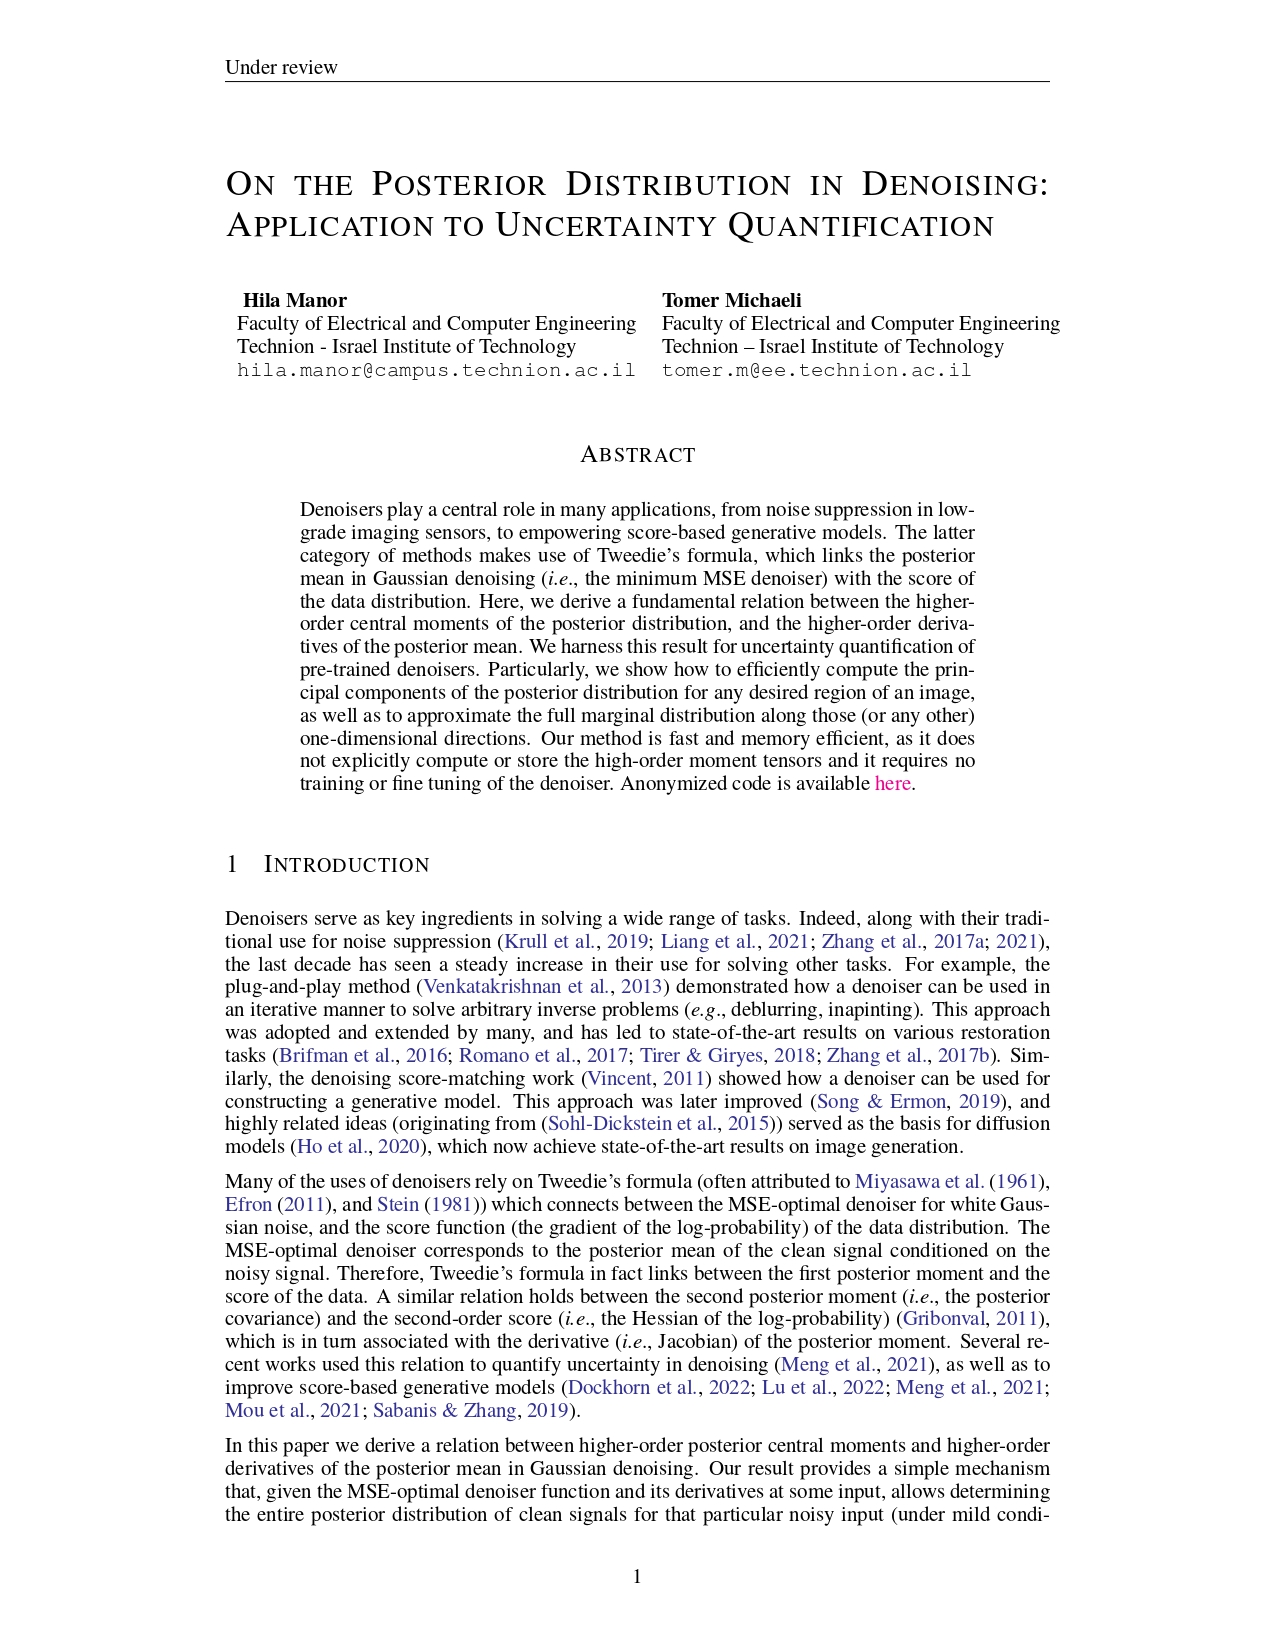 Under review
ON THE POSTERIOR DISTRIBUTION IN DENOISING:
APPLICATION TO UNCERTAINTY QUANTIFICATION
Hila Manor
Faculty of Electrical and Computer Engineering
Technion - Israel Institute of Technology
hila.manor@campus.technion.ac.il
Tomer Michaeli
Faculty of Electrical and Computer Engineering
Technion – Israel Institute of Technology
tomer.m@ee.technion.ac.il
ABSTRACT
Denoisers play a central role in many applications, from noise suppression in low-
grade imaging sensors, to empowering score-based generative models. The latter
category of methods makes use of Tweedie's formula, which links the posterior
mean in Gaussian denoising (i.e., the minimum MSE denoiser) with the score of
the data distribution. Here, we derive a fundamental relation between the higher-
order central moments of the posterior distribution, and the higher-order deriva-
tives of the posterior mean. We harness this result for uncertainty quantification of
pre-trained denoisers. Particularly, we show how to efficiently compute the prin-
cipal components of the posterior distribution for any desired region of an image,
as well as to approximate the full marginal distribution along those (or any other)
one-dimensional directions. Our method is fast and memory efficient, as it does
not explicitly compute or store the high-order moment tensors and it requires no
training or fine tuning of the denoiser. Anonymized code is available here.
1 INTRODUCTION
Denoisers serve as key ingredients in solving a wide range of tasks. Indeed, along with their tradi-
tional use for noise suppression (Krull et al., 2019; Liang et al., 2021; Zhang et al., 2017a; 2021),
the last decade has seen a steady increase in their use for solving other tasks. For example, the
plug-and-play method (Venkatakrishnan et al., 2013) demonstrated how a denoiser can be used in
an iterative manner to solve arbitrary inverse problems (e.g., deblurring, inapinting). This approach
was adopted and extended by many, and has led to state-of-the-art results on various restoration
tasks (Brifman et al., 2016; Romano et al., 2017; Tirer & Giryes, 2018; Zhang et al., 2017b). Sim-
ilarly, the denoising score-matching work (Vincent, 2011) showed how a denoiser can be used for
constructing a generative model. This approach was later improved (Song & Ermon, 2019), and
highly related ideas (originating from (Sohl-Dickstein et al., 2015)) served as the basis for diffusion
models (Ho et al., 2020), which now achieve state-of-the-art results on image generation.
Many of the uses of denoisers rely on Tweedie's formula (often attributed to Miyasawa et al. (1961),
Efron (2011), and Stein (1981)) which connects between the MSE-optimal denoiser for white Gaus-
sian noise, and the score function (the gradient of the log-probability) of the data distribution. The
MSE-optimal denoiser corresponds to the posterior mean of the clean signal conditioned on the
noisy signal. Therefore, Tweedie's formula in fact links between the first posterior moment and the
score of the data. A similar relation holds between the second posterior moment (i.e., the posterior
covariance) and the second-order score (i.e., the Hessian of the log-probability) (Gribonval, 2011),
which is in turn associated with the derivative (i.e., Jacobian) of the posterior moment. Several re-
cent works used this relation to quantify uncertainty in denoising (Meng et al., 2021), as well as to
improve score-based generative models (Dockhorn et al., 2022; Lu et al., 2022; Meng et al., 2021;
Mou et al., 2021; Sabanis & Zhang, 2019).
In this paper we derive a relation between higher-order posterior central moments and higher-order
derivatives of the posterior mean in Gaussian denoising. Our result provides a simple mechanism
that, given the MSE-optimal denoiser function and its derivatives at some input, allows determining
the entire posterior distribution of clean signals for that particular noisy input (under mild condi-
1